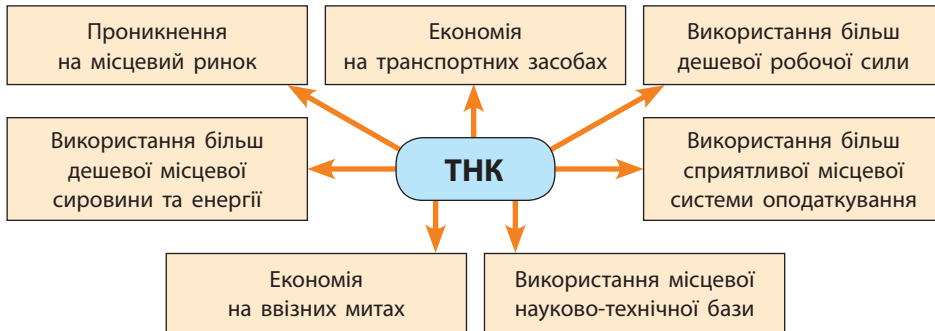 Проникнення
на місцевий ринок
Економія
на транспортних засобах
Використання більш
дешевої робочої сили
Використання більш
дешевої місцевої
сировини та енергії
ТНК
Використання більш
сприятливої місцевої
системи оподаткування
Економія
на ввізних митах
Використання місцевої
науково-технічної бази